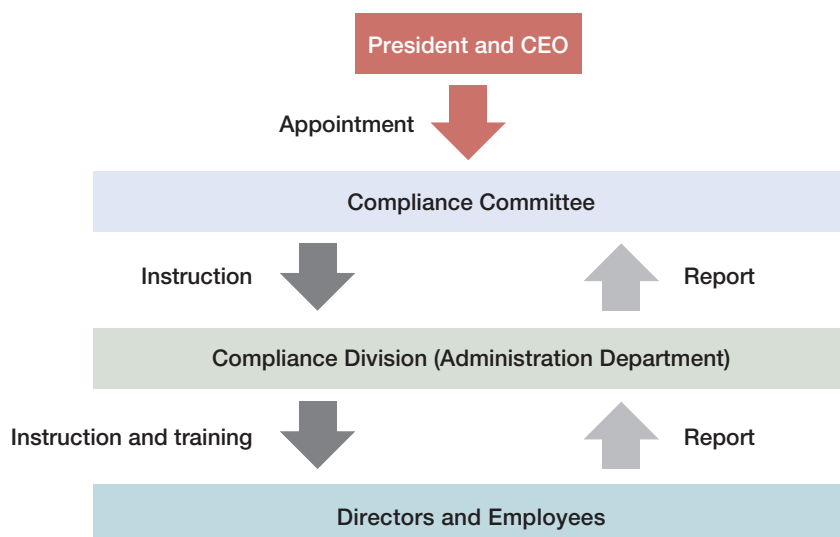 President and CEO
Appointment
Compliance Committee
Instruction
Report
Compliance Division (Administration Department)
Instruction and training
Report
Directors and Employees